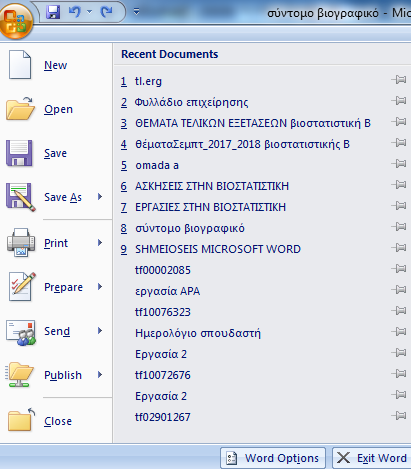 σύντομο βιογραφικό - Mic
Recent Documents
New
Open
Save
Save As
Print
Prepare
Send
Publish
Close
1 tl.erg
2 Φυλλάδιο επιχείρησης
3 ΘΕΜΑΤΑ ΤΕΛΙΚΩΝ ΕΞΕΤΑΣΕΩΝ βιοστατιστική Β
4 θέματαΣεμπτ_2017_2018 βιοστατιστικής Β
5 omada a
6 ΑΣΚΗΣΕΙΣ ΣΤΗΝ ΒΙΟΣΤΑΤΙΣΤΙΚΗ
7 ΕΡΓΑΣΙΕΣ ΣΤΗΝ ΒΙΟΣΤΑΤΙΣΤΙΚΗ
8 σύντομο βιογραφικό
9 SHMEIOSEIS MICROSOFT WORD
tf00002085
εργασία APA
tf10076323
Ημερολόγιο σπουδαστή
Εργασία 2
tf10072676
Εργασία 2
tf02901267
Word Options
Exit Word